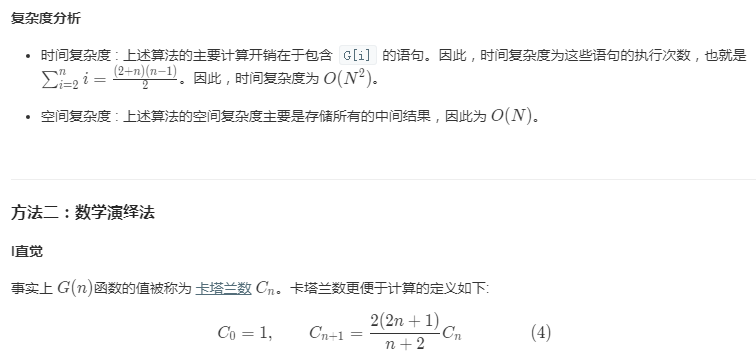 复杂度分析
• 时间复杂度 : 上述算法的主要计算开销在于包含 G[i] 的语句。因此，时间复杂度为这些语句的执行次数，也就是
∑_{i=2}^{n} i = \frac{(2+n)(n-1)}{2}。因此，时间复杂度为 O(N^2)。
• 空间复杂度 : 上述算法的空间复杂度主要是存储所有的中间结果，因此为 O(N)。
方法二：数学演绎法
l直觉
事实上 G(n)函数的值被称为 卡塔兰数 C_n。卡塔兰数更便于计算的定义如下:
C_0 = 1, C_{n+1} = \frac{2(2n+1)}{n+2} C_n (4)